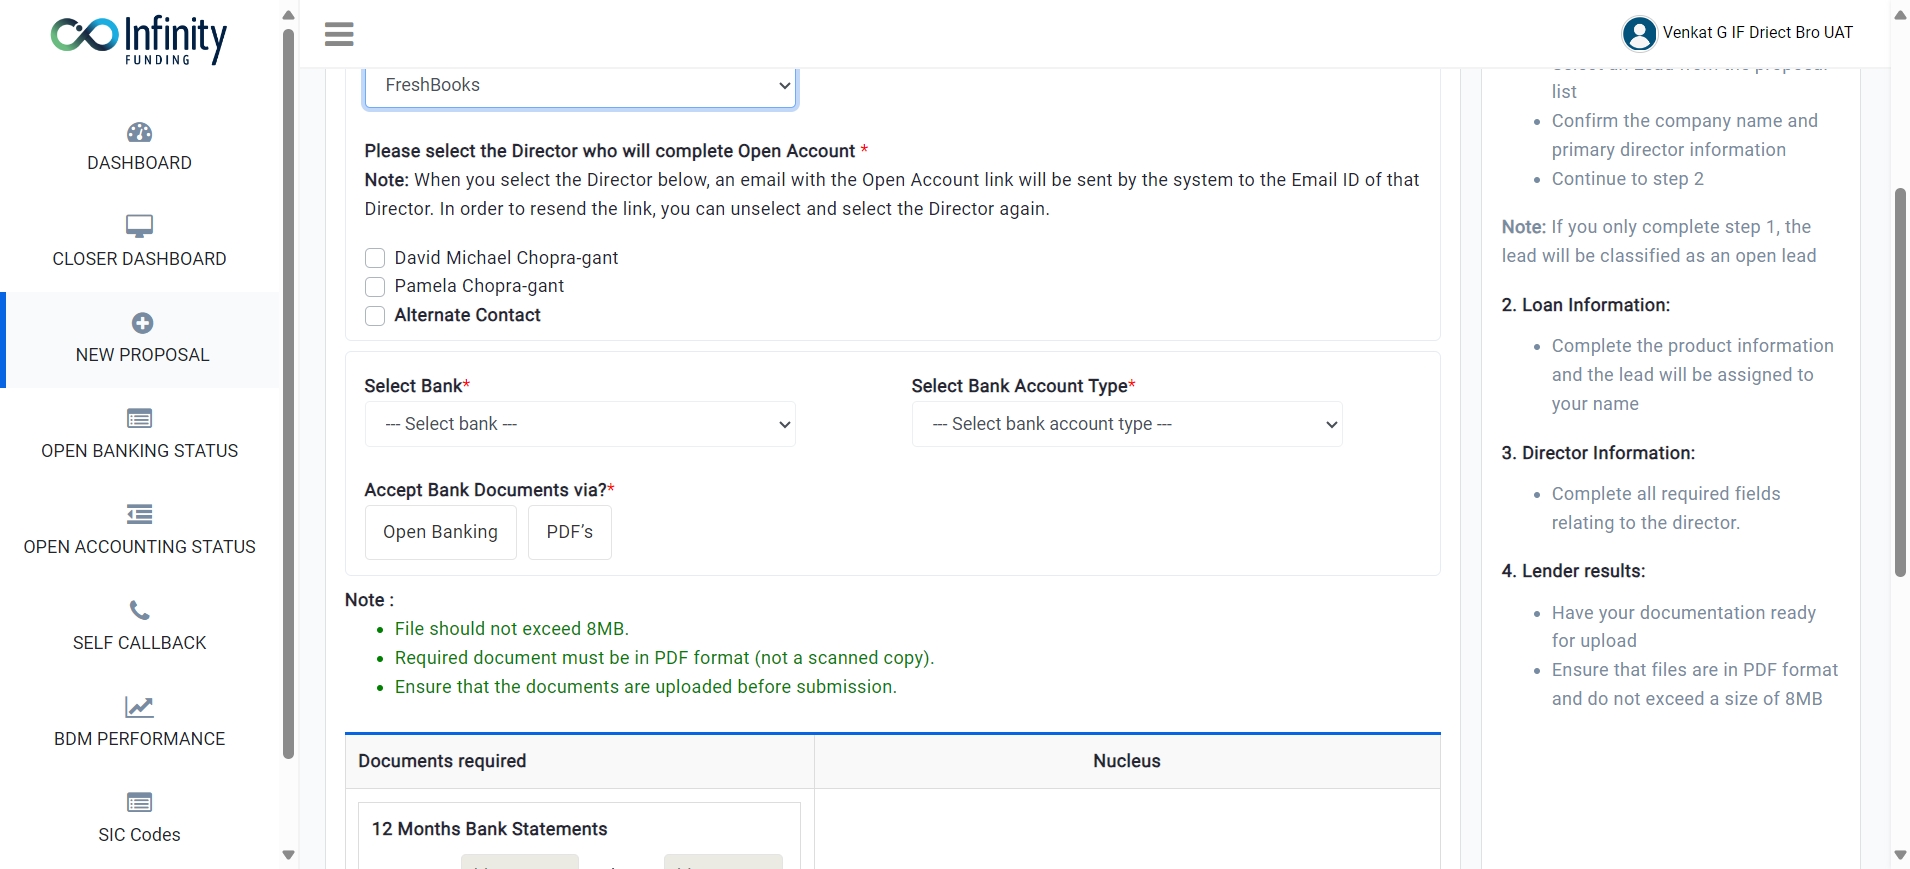 Infinity
FUNDING
DASHBOARD
CLOSER DASHBOARD
NEW PROPOSAL
OPEN BANKING STATUS
OPEN ACCOUNTING STATUS
SELF CALLBACK
BDM PERFORMANCE
SIC Codes
Venkat G IF Driect Bro UAT
FreshBooks
Please select the Director who will complete Open Account *
Note: When you select the Director below, an email with the Open Account link will be sent by the system to the Email ID of that
Director. In order to resend the link, you can unselect and select the Director again.
David Michael Chopra-gant
Pamela Chopra-gant
Alternate Contact
Select Bank*
--- Select bank ---
Select Bank Account Type*
--- Select bank account type ---
Accept Bank Documents via?*
Open Banking
PDF’s
Note :
File should not exceed 8MB.
Required document must be in PDF format (not a scanned copy).
Ensure that the documents are uploaded before submission.
Documents required
Nucleus
12 Months Bank Statements
list
Confirm the company name and
primary director information
Continue to step 2
Note: If you only complete step 1, the
lead will be classified as an open lead
2. Loan Information:
Complete the product information
and the lead will be assigned to
your name
3. Director Information:
Complete all required fields
relating to the director.
4. Lender results:
Have your documentation ready
for upload
Ensure that files are in PDF format
and do not exceed a size of 8MB